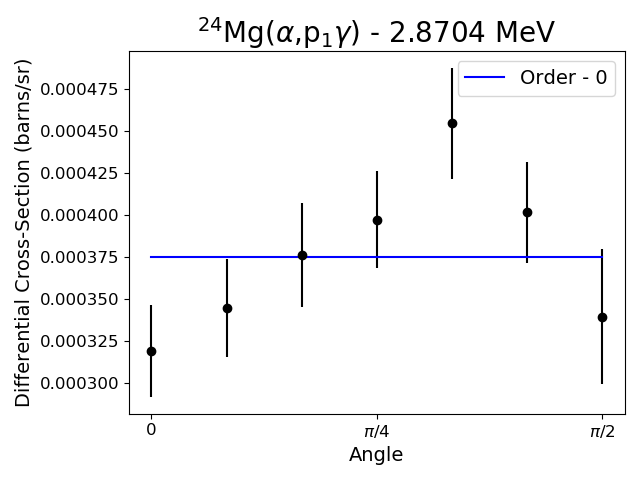 ²⁴Mg(α,p₁γ) - 2.8704 MeV
Order - 0
Differential Cross-Section (barns/sr)
0.000475
0.000450
0.000425
0.000400
0.000375
0.000350
0.000325
0.000300
0 π/4 π/2
Angle